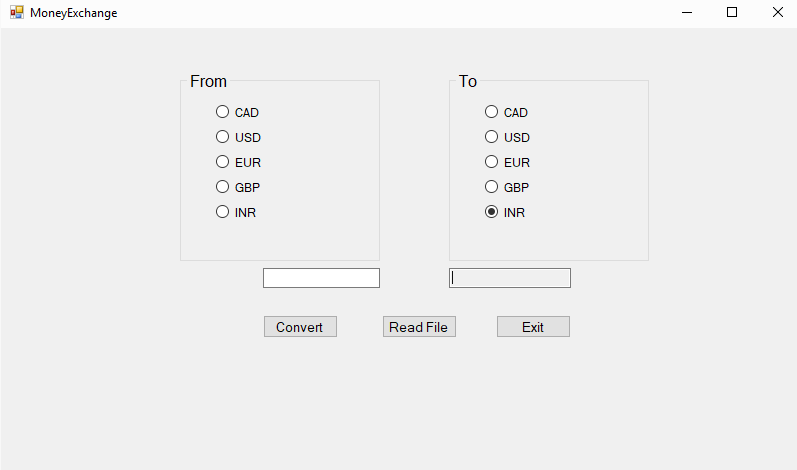 MoneyExchange
From
CAD
USD
EUR
GBP
INR
To
CAD
USD
EUR
GBP
INR
Convert
Read File
Exit